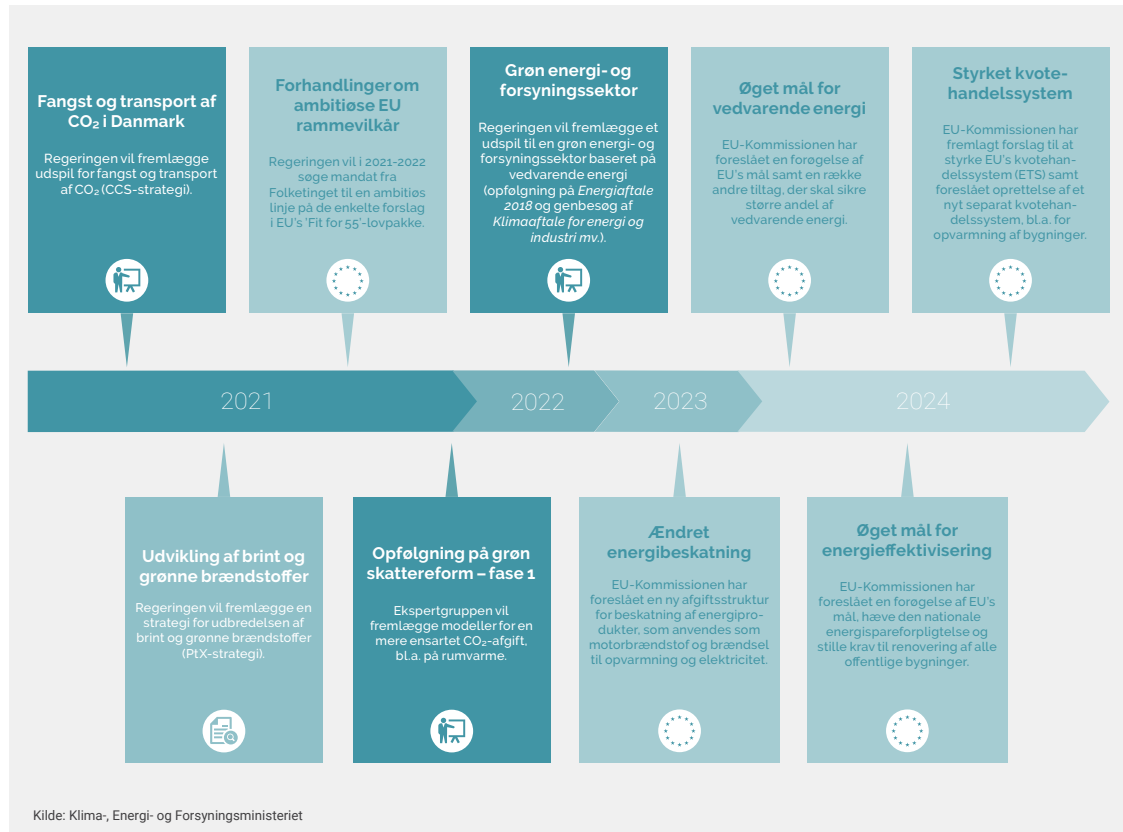 Fangst og transport af
CO₂ i Danmark
Regeringen vil fremlægge
udspil for fangst og transport
af CO₂ (CCS-strategi).
Forhandlinger om
ambitiøse EU
rammevilkår
Regeringen vil i 2021-2022
søge mandat fra
Folketinget til en ambitiøs
linje på de enkelte forslag
i EU's 'Fit for 55'-lovpakke.
Grøn energi- og
forsyningssektor
Regeringen vil fremlægge et
udspil til en grøn energi- og
forsyningssektor baseret på
vedvarende energi
(opfølgning på Energiaftale
2018 og genbesøg af
Klimaaftale for energi og
industri mv.).
Øget mål for
vedvarende energi
EU-Kommissionen har
foreslået en forøgelse af
EU's mål samt en række
andre tiltag, der skal sikre
større andel af
vedvarende energi.
Styrket kvote-
handelssystem
EU-Kommissionen har
fremlagt forslag til at
styrke EU's kvotehan-
delssystem (ETS) samt
foreslået oprettelse af et
nyt separat kvotehan-
delssystem, bl.a. for
opvarmning af bygninger.
2021
2022
2023
2024
Udvikling af brint og
grønne brændstoffer
Regeringen vil fremlægge en
strategi for udbredelsen af
brint og grønne brændstoffer
(PtX-strategi).
Opfølgning på grøn
skattereform – fase 1
Ekspertgruppen vil
fremlægge modeller for en
mere ensartet CO₂-afgift,
bl.a. på rumvarme.
Ændret
energibeskatning
EU-Kommissionen har
foreslået en ny afgiftsstruktur
for beskatning af energipro-
dukter, som anvendes som
motorbrændstof og brændsel
til opvarmning og elektricitet.
Øget mål for
energieffektivisering
EU-Kommissionen har
foreslået en forøgelse af EU's
mål, hæve den nationale
energispareforpligtelse og
stille krav til renovering af alle
offentlige bygninger.
Kilde: Klima-, Energi- og Forsyningsministeriet